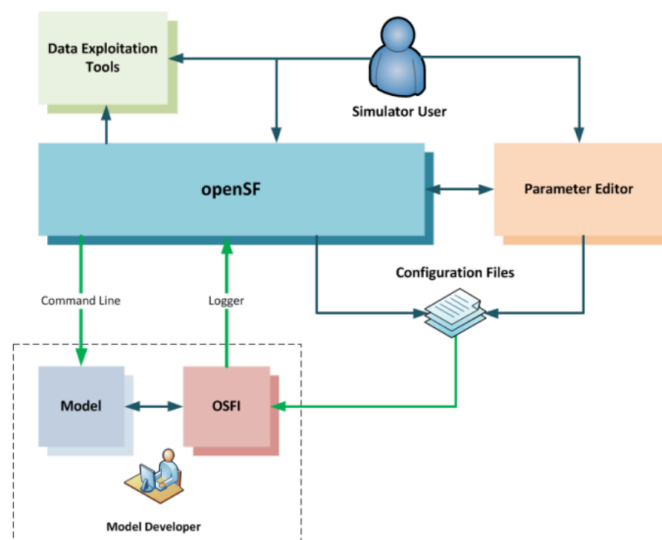 Data Exploitation
Tools
Simulator User
openSF
Parameter Editor
Configuration Files
Command Line
Logger
Model
OSFI
Model Developer